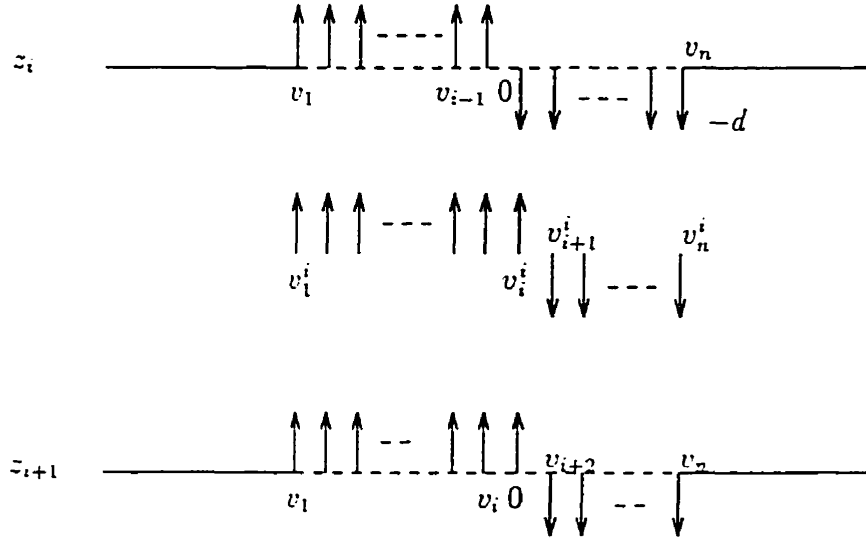 z_i
v_1 v_{i-1} 0 v_n
-d
v_1^i v_i^i v_{i+1}^i v_n^i
z_{i+1}
v_1 v_i 0 v_{i+2} v_n